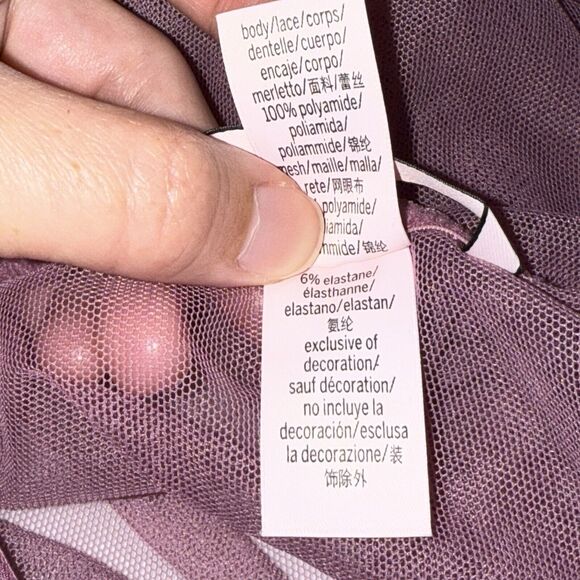 body/lace/corps/
dentelle/cuerpo/
encaje/corpo/
merletto/面料/蕾丝
100% polyamide/
poliamida/
poliammide/锦纶
mesh/maille/malla/
rete/网眼布
polyamide/
iamida/
mmide/锦纶
6% elastane/
élasthanne/
elastano/elastan/
氨纶
exclusive of
decoration/
sauf décoration/
no incluye la
decoración/esclusa
la decorazione/装
饰除外